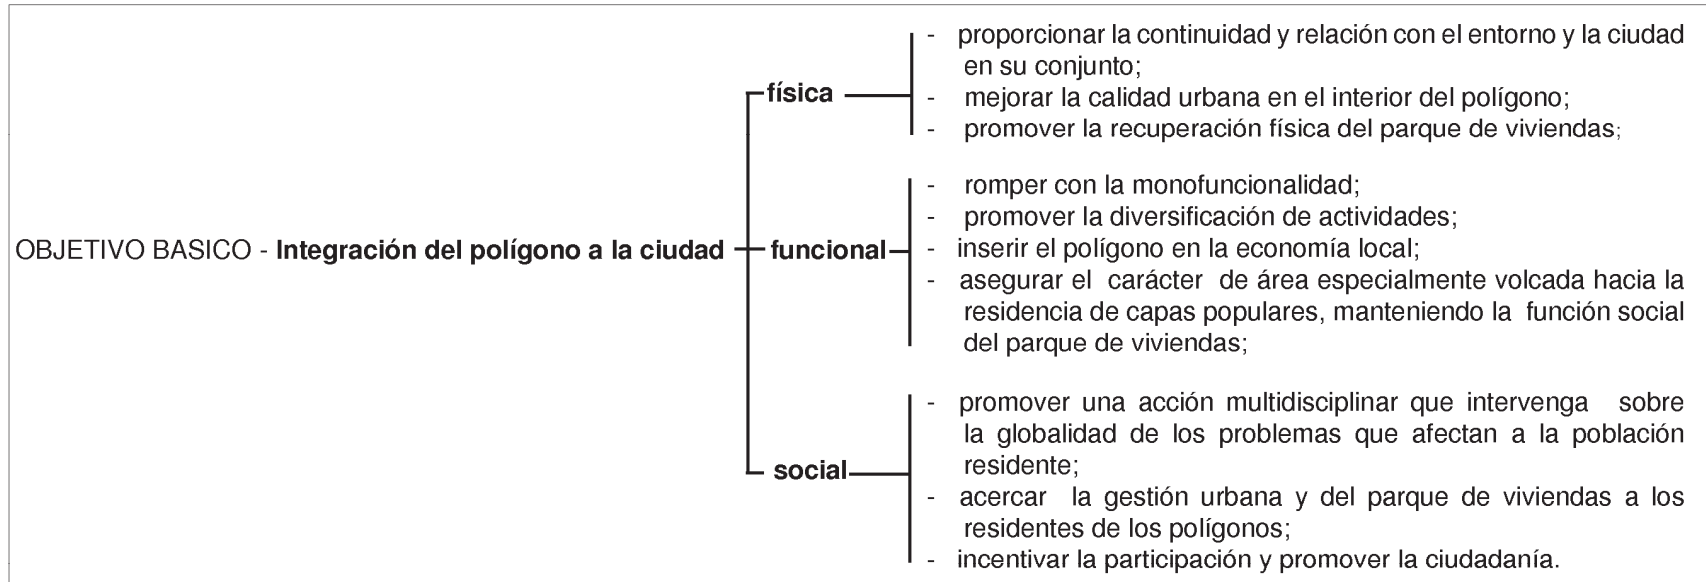 OBJETIVO BASICO - Integración del polígono a la ciudad
física
- proporcionar la continuidad y relación con el entorno y la ciudad
en su conjunto;
- mejorar la calidad urbana en el interior del polígono;
- promover la recuperación física del parque de viviendas;
funcional
- romper con la monofuncionalidad;
- promover la diversificación de actividades;
- inserir el polígono en la economía local;
- asegurar el carácter de área especialmente volcada hacia la
residencia de capas populares, manteniendo la función social
del parque de viviendas;
social
- promover una acción multidisciplinar que intervenga sobre
la globalidad de los problemas que afectan a la población
residente;
- acercar la gestión urbana y del parque de viviendas a los
residentes de los polígonos;
- incentivar la participación y promover la ciudadanía.